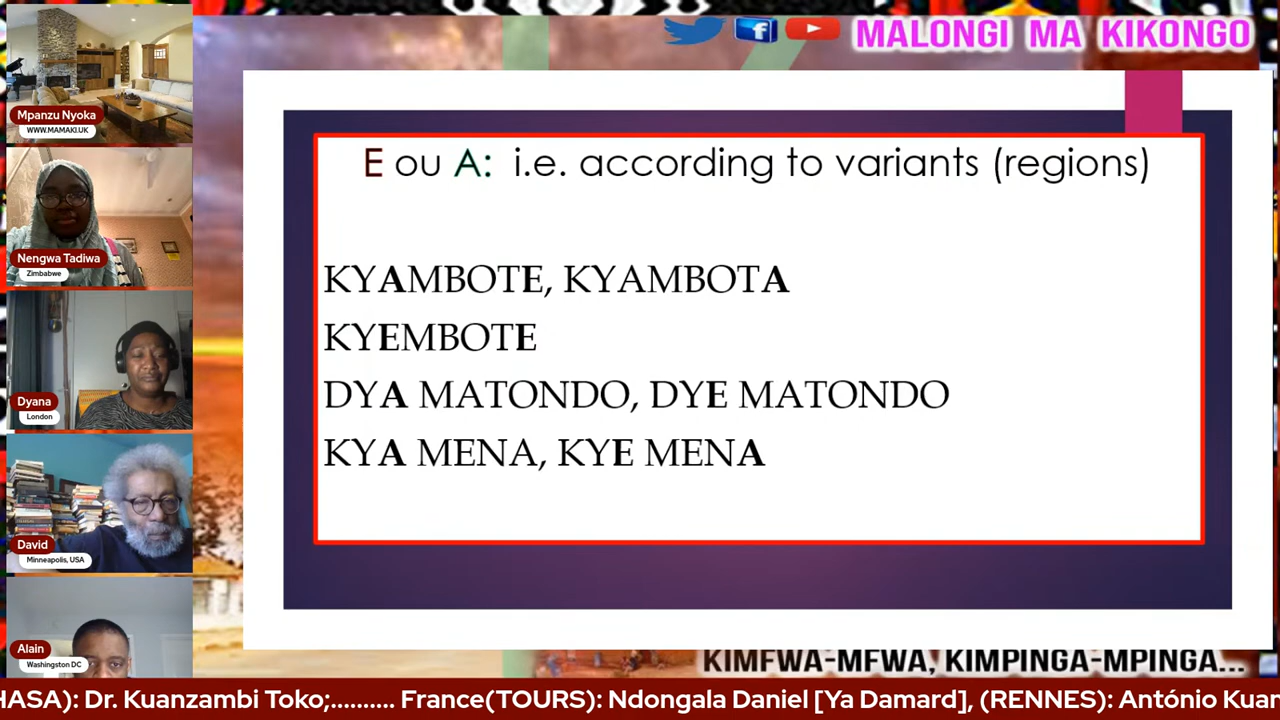 MALONGI MA KIKONGO
Mpanzu Nyoka
WWW.MAMAKI.UK
Nengwa Tadiwa
Zimbabwe
Dyana
London
David
Minneapolis, USA
Alain
Washingston DC
E ou A: i.e. according to variants (regions)
KYAMBOTE, KYAMBOTA
KYEMBOTE
DYA MATONDO, DYE MATONDO
KYA MENA, KYE MENA
KIMFWA-MFWA, KIMPINGA-MPINGA...
HASA): Dr. Kuanzambi Toko;.......... France(TOURS): Ndongala Daniel [Ya Damard], (RENNES): António Kuan